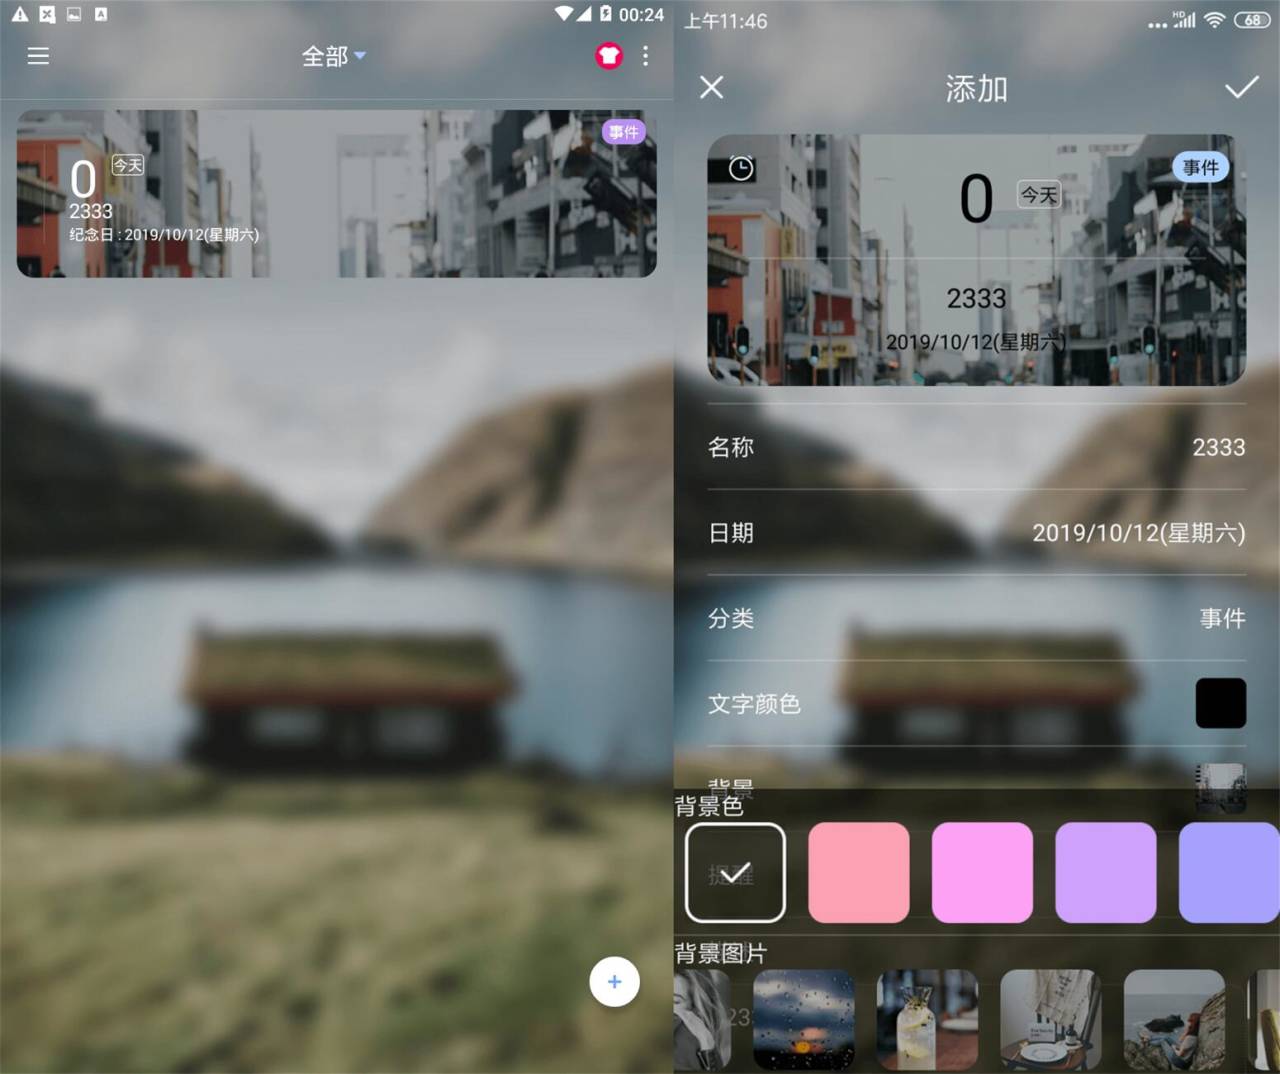 00:24
全部
事件
0 今天
2333
纪念日 : 2019/10/12(星期六)
上午11:46
HD
68
添加
事件
0 今天
2333
2019/10/12(星期六)
名称 2333
日期 2019/10/12(星期六)
分类 事件
文字颜色
背景
背景色
提醒
背景图片